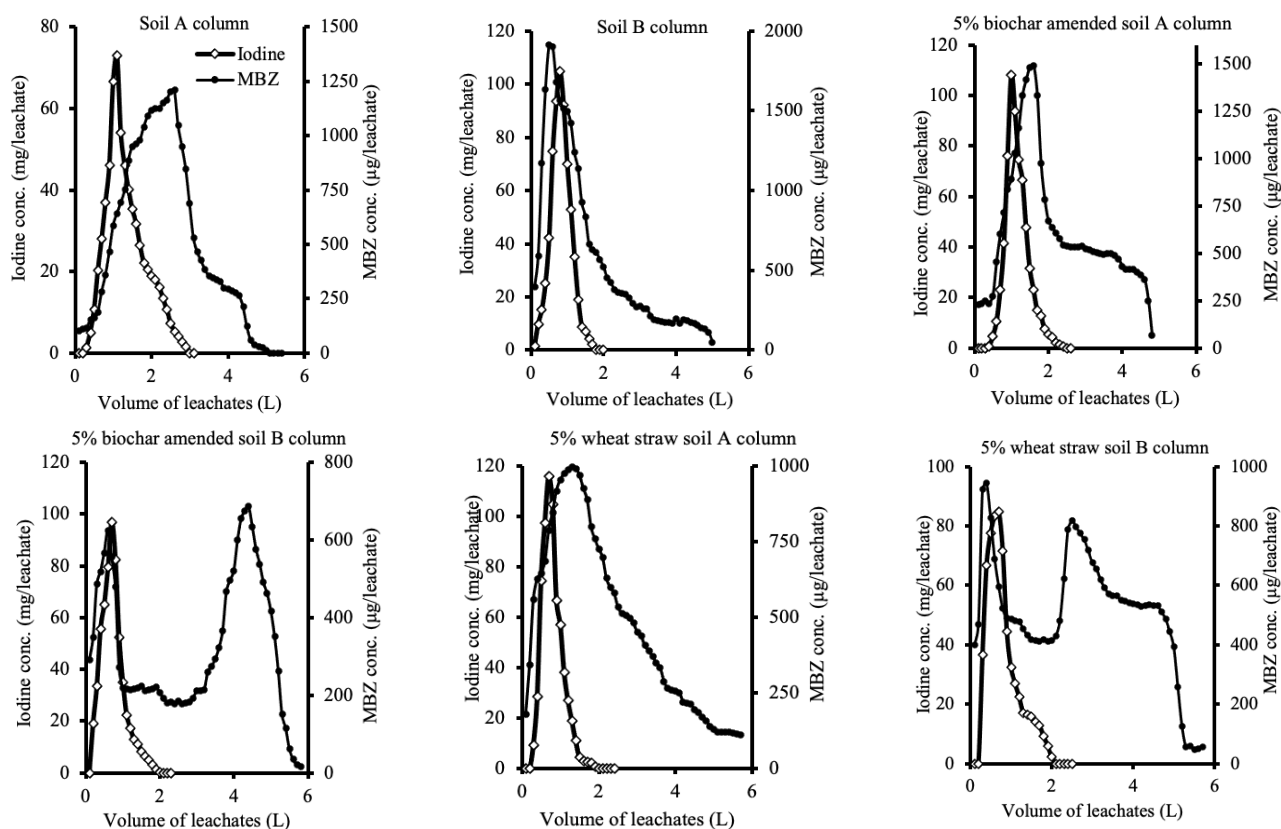 Soil A column
Iodine
MBZ
80
60
40
20
0
1500
1250
1000
750
500
250
0
0 2 4 6
Iodine conc. (mg/leachate)
MBZ conc. (µg/leachate)
Volume of leachates (L)
Soil B column
120
100
80
60
40
20
0
2000
1500
1000
500
0
0 2 4 6
Iodine conc. (mg/leachate)
MBZ conc. (µg/leachate)
Volume of leachates (L)
5% biochar amended soil A column
120
100
80
60
40
20
0
1500
1250
1000
750
500
250
0
0 2 4 6
Iodine conc. (mg/leachate)
MBZ conc. (µg/leachate)
Volume of leachates (L)
5% biochar amended soil B column
120
100
80
60
40
20
0
800
600
400
200
0
0 2 4 6
Iodine conc. (mg/leachate)
MBZ conc. (µg/leachate)
Volume of leachates (L)
5% wheat straw soil A column
120
100
80
60
40
20
0
1000
750
500
250
0
0 2 4 6
Iodine conc. (mg/leachate)
MBZ conc. (µg/leachate)
Volume of leachates (L)
5% wheat straw soil B column
100
80
60
40
20
0
1000
800
600
400
200
0
0 2 4 6
Iodine conc. (mg/leachate)
MBZ conc. (µg/leachate)
Volume of leachates (L)